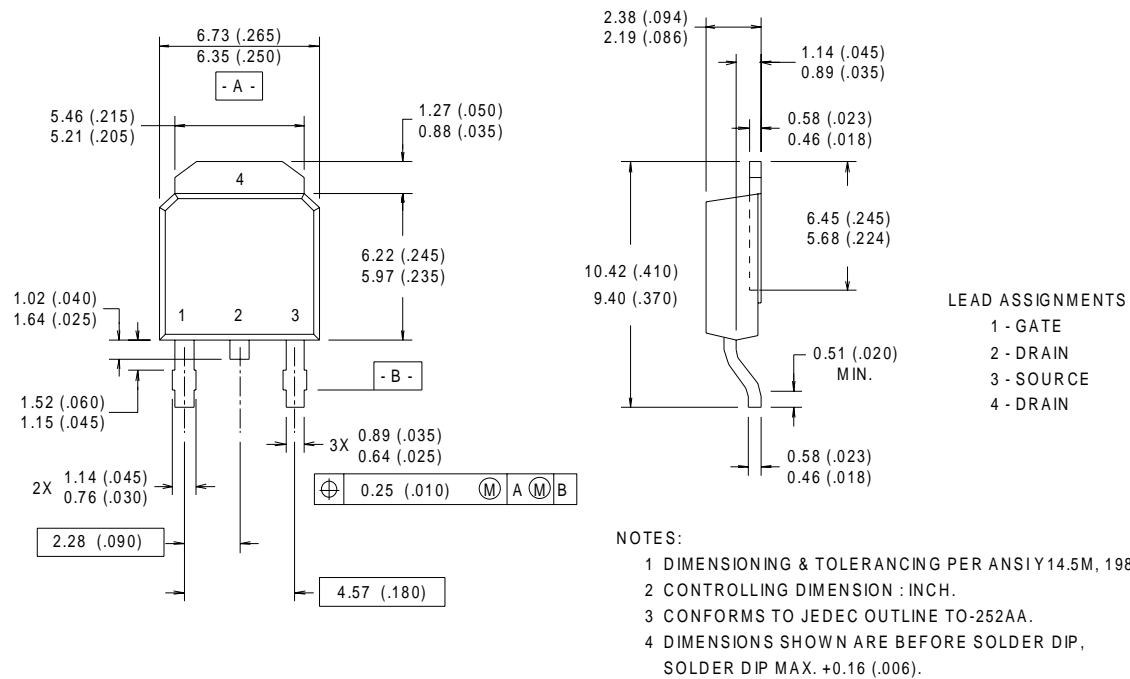 6.73 (.265)
6.35 (.250)
- A -
5.46 (.215)
5.21 (.205)
1.27 (.050)
0.88 (.035)
4
6.22 (.245)
5.97 (.235)
1.02 (.040)
1.64 (.025)
1 2 3
- B -
1.52 (.060)
1.15 (.045)
3X 0.89 (.035)
0.64 (.025)
2X 1.14 (.045)
0.76 (.030)
⌖ 0.25 (.010) Ⓜ A Ⓜ B
2.28 (.090)
4.57 (.180)
2.38 (.094)
2.19 (.086)
1.14 (.045)
0.89 (.035)
0.58 (.023)
0.46 (.018)
6.45 (.245)
5.68 (.224)
10.42 (.410)
9.40 (.370)
0.51 (.020)
MIN.
0.58 (.023)
0.46 (.018)
LEAD ASSIGNMENTS
1 - GATE
2 - DRAIN
3 - SOURCE
4 - DRAIN
NOTES:
1 DIMENSIONING & TOLERANCING PER ANSI Y14.5M, 198
2 CONTROLLING DIMENSION : INCH.
3 CONFORMS TO JEDEC OUTLINE TO-252AA.
4 DIMENSIONS SHOWN ARE BEFORE SOLDER DIP,
SOLDER DIP MAX. +0.16 (.006).